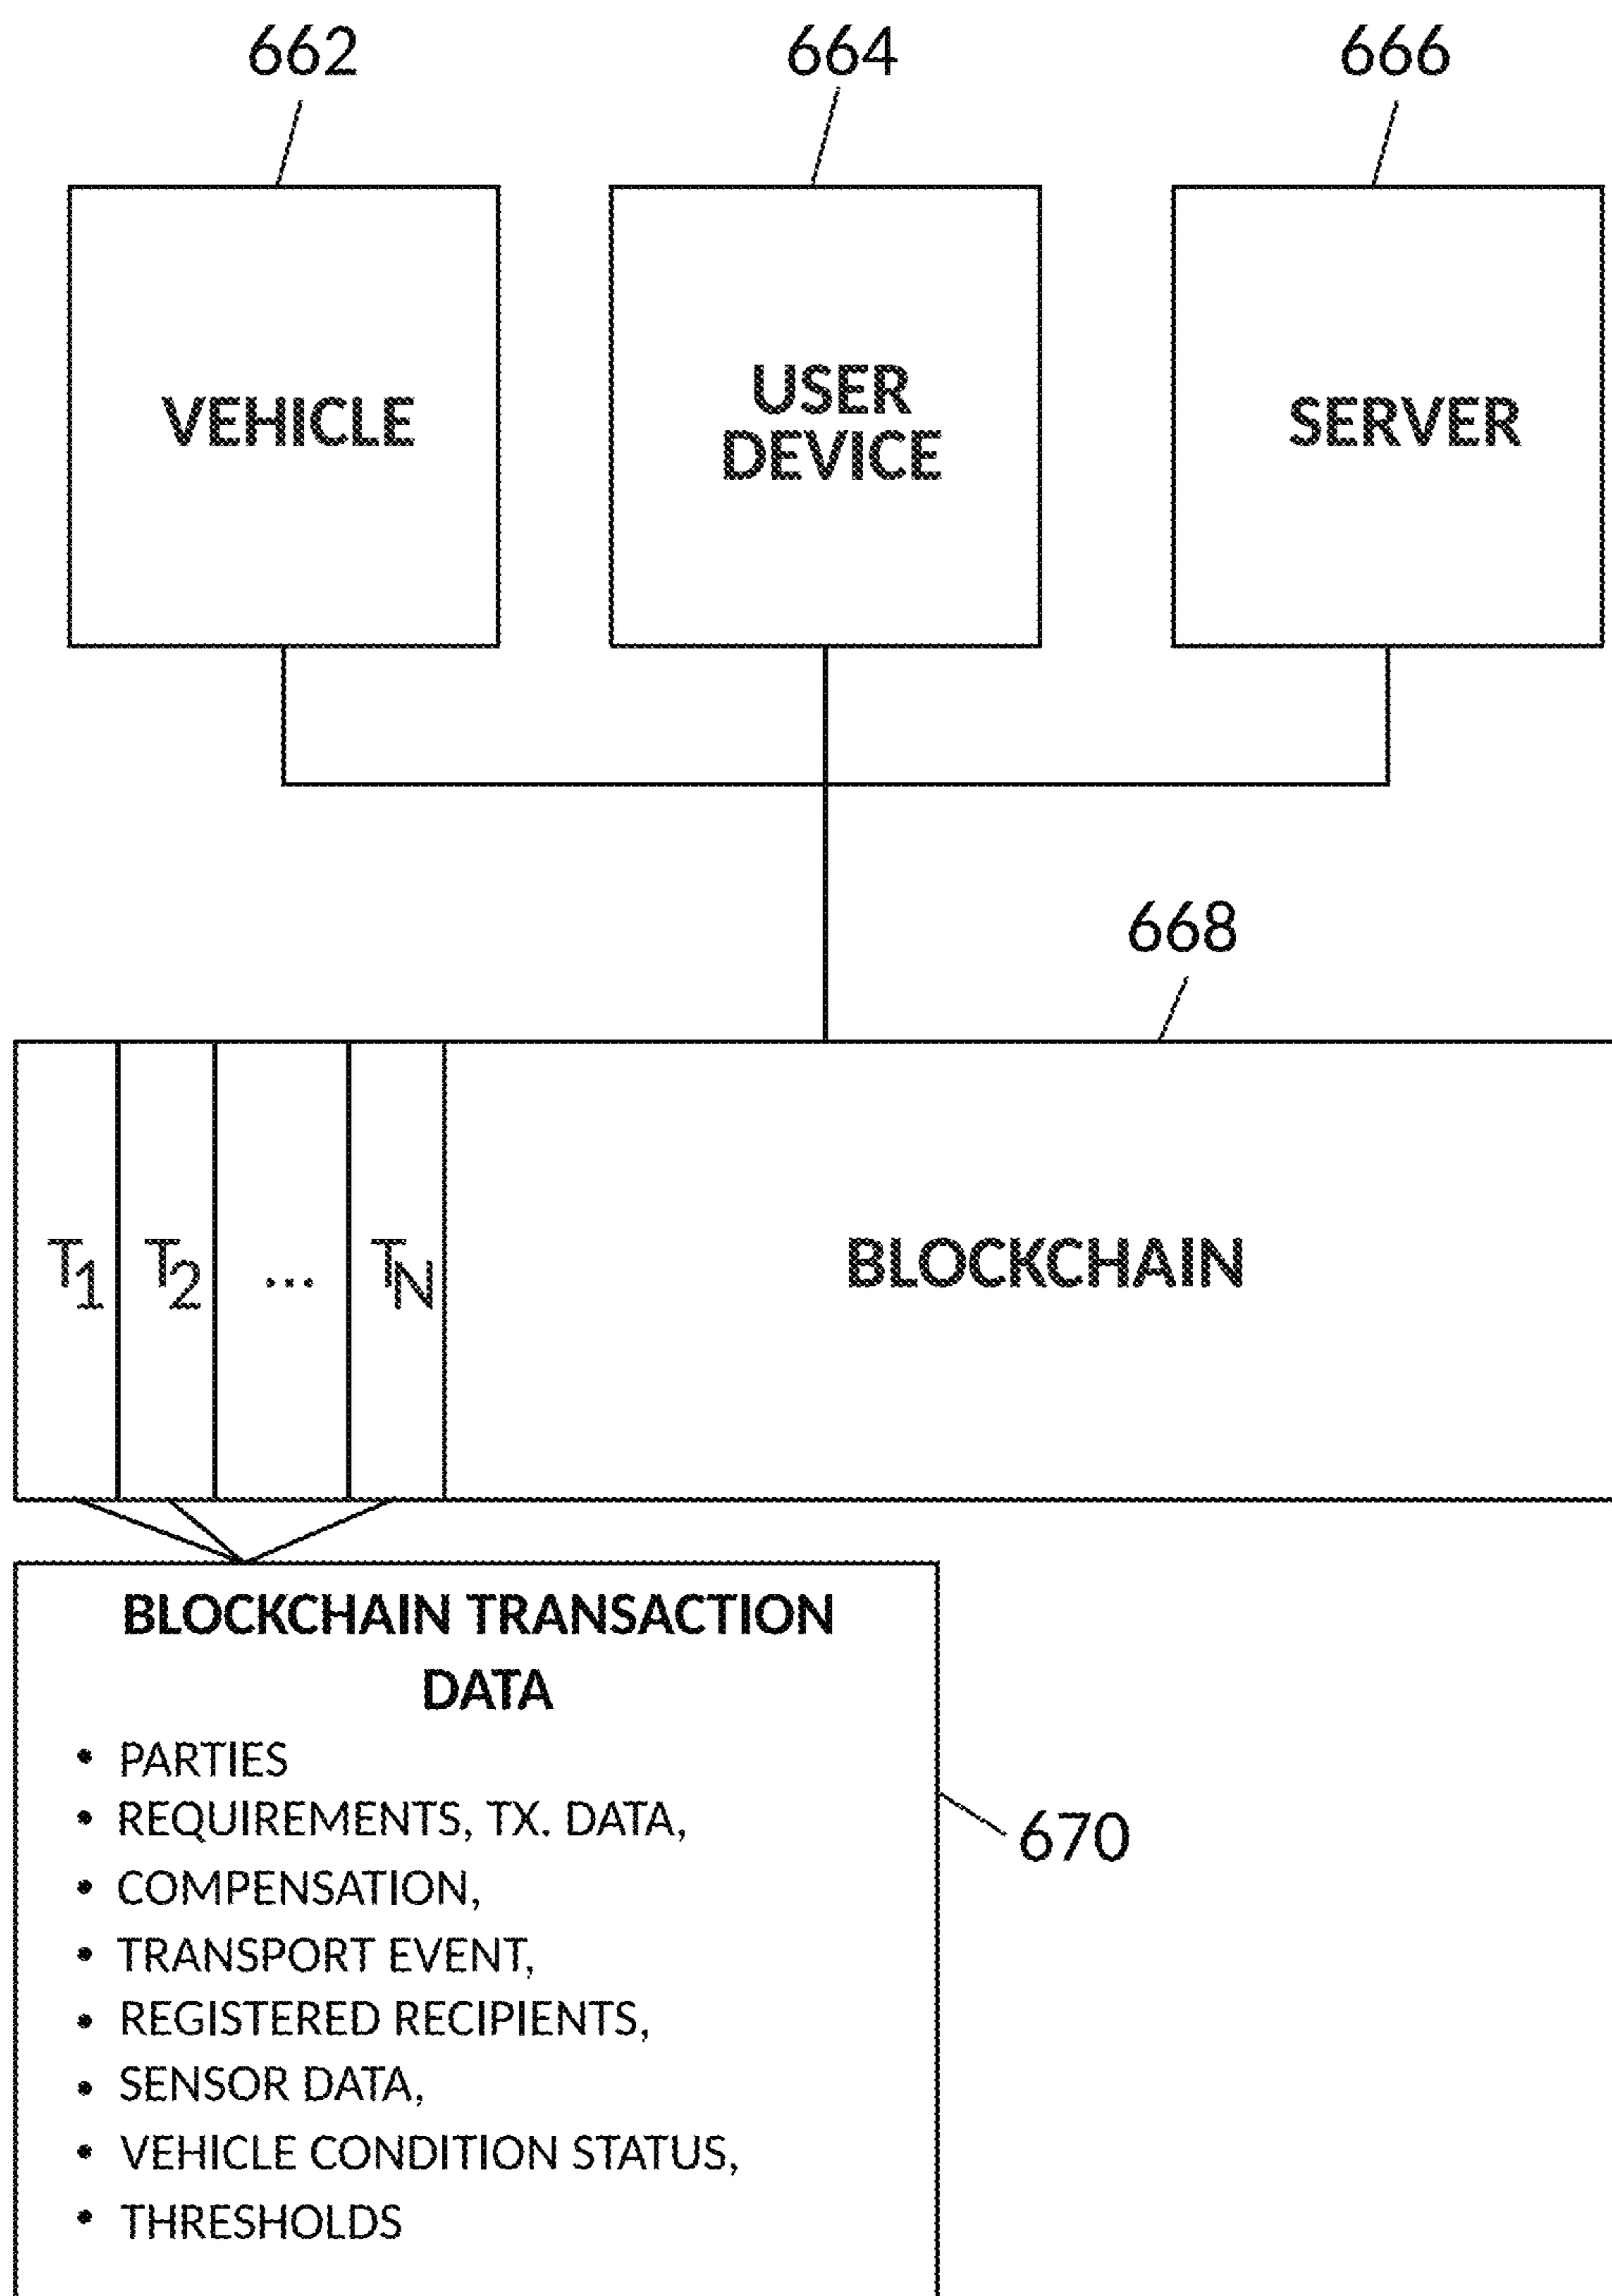 662
664
666
VEHICLE
USER
DEVICE
SERVER
668
T1
T2
...
TN
BLOCKCHAIN
BLOCKCHAIN TRANSACTION
DATA
• PARTIES
• REQUIREMENTS, TX. DATA,
• COMPENSATION,
• TRANSPORT EVENT,
• REGISTERED RECIPIENTS,
• SENSOR DATA,
• VEHICLE CONDITION STATUS,
• THRESHOLDS
670